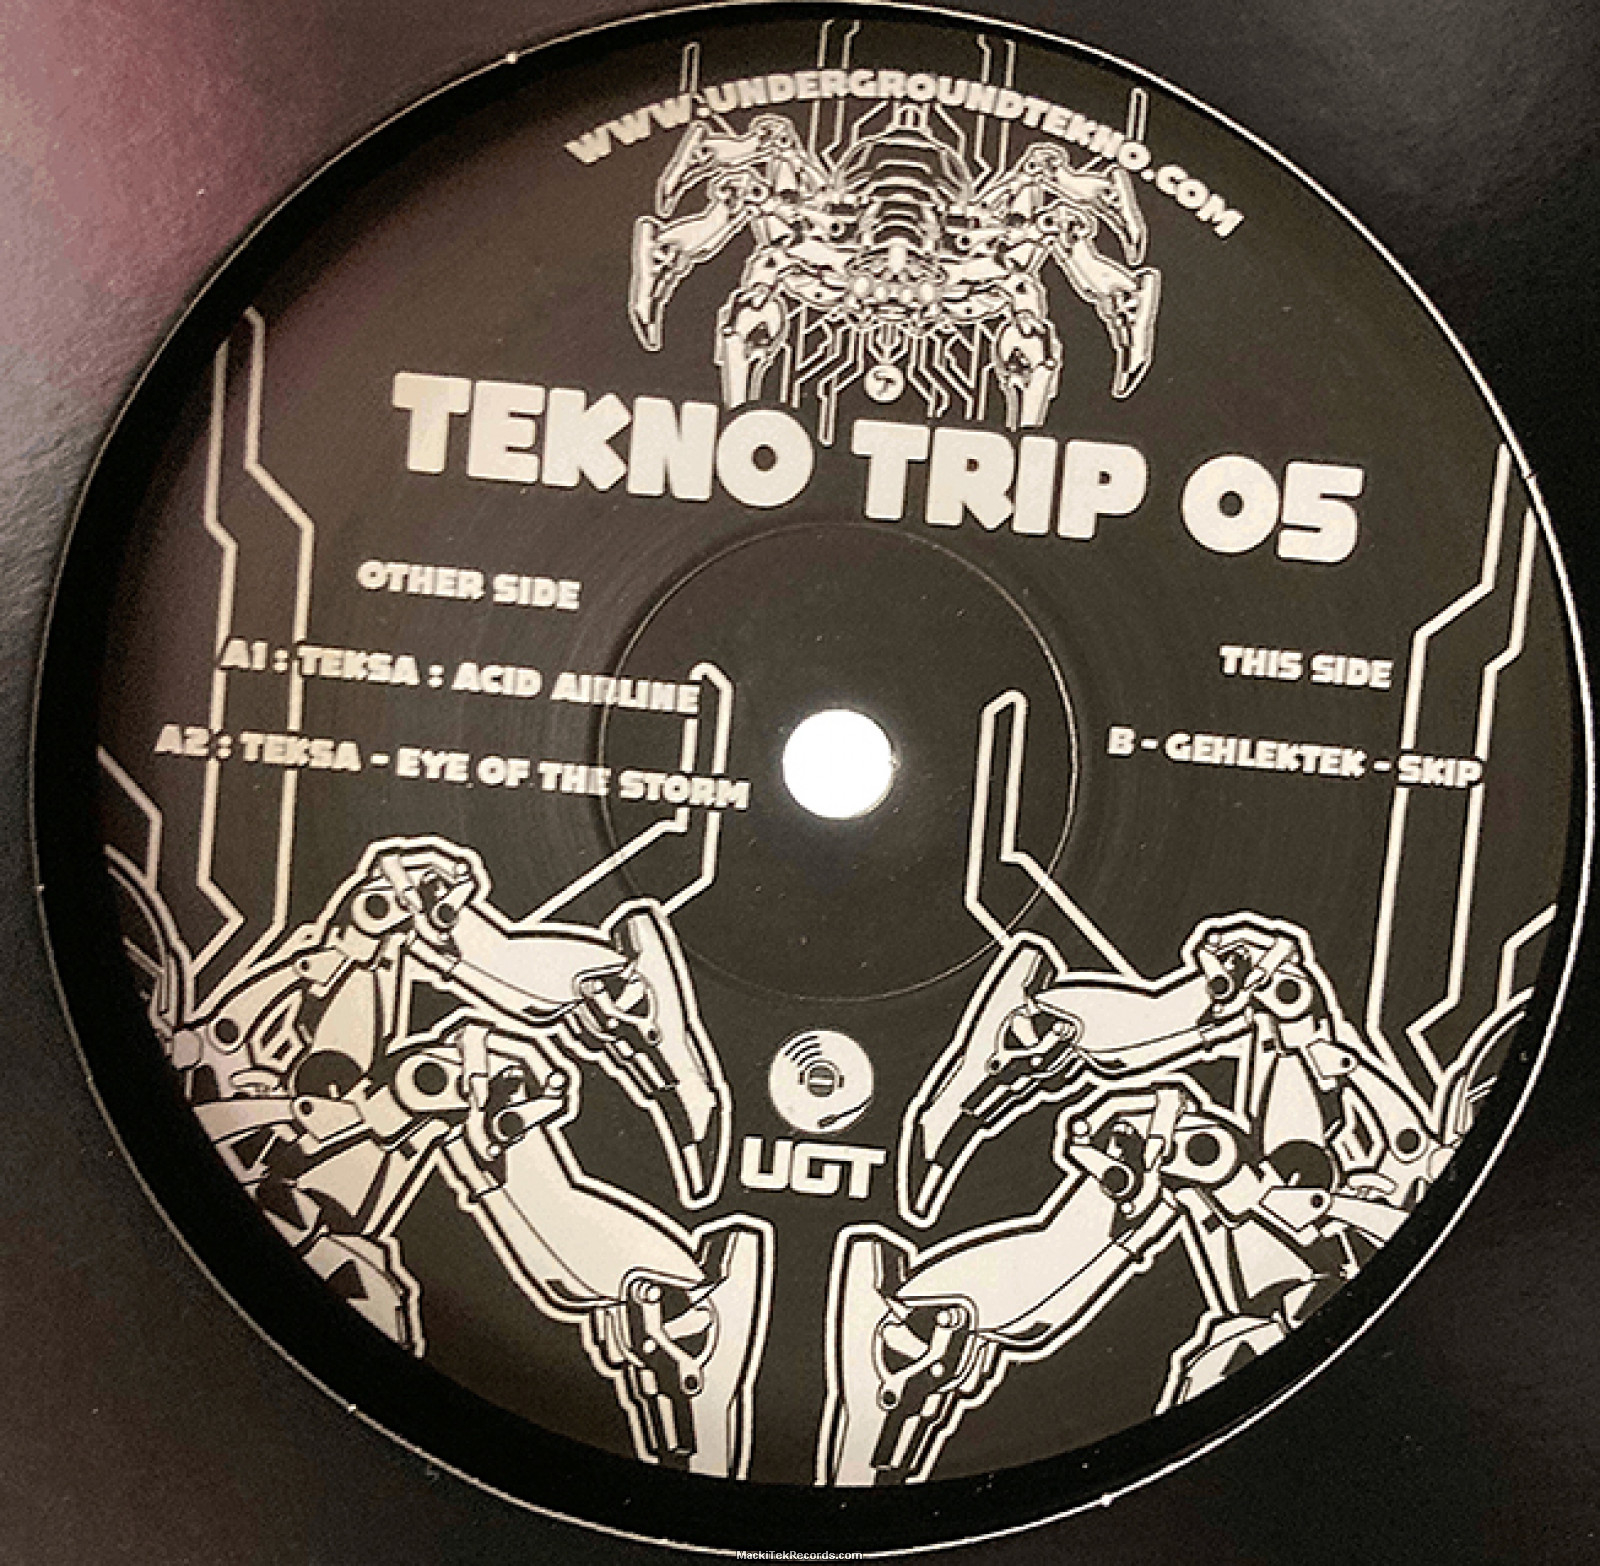 WWW.UNDERGROUNDTEKNO.COM
TEKNO TRIP 05
OTHER SIDE
A1 : TEKSA : ACID AIRLINE
A2 : TEKSA - EYE OF THE STORM
THIS SIDE
B - GEHLEKTEK - SKIP
UGT
MackiTekRecords.com